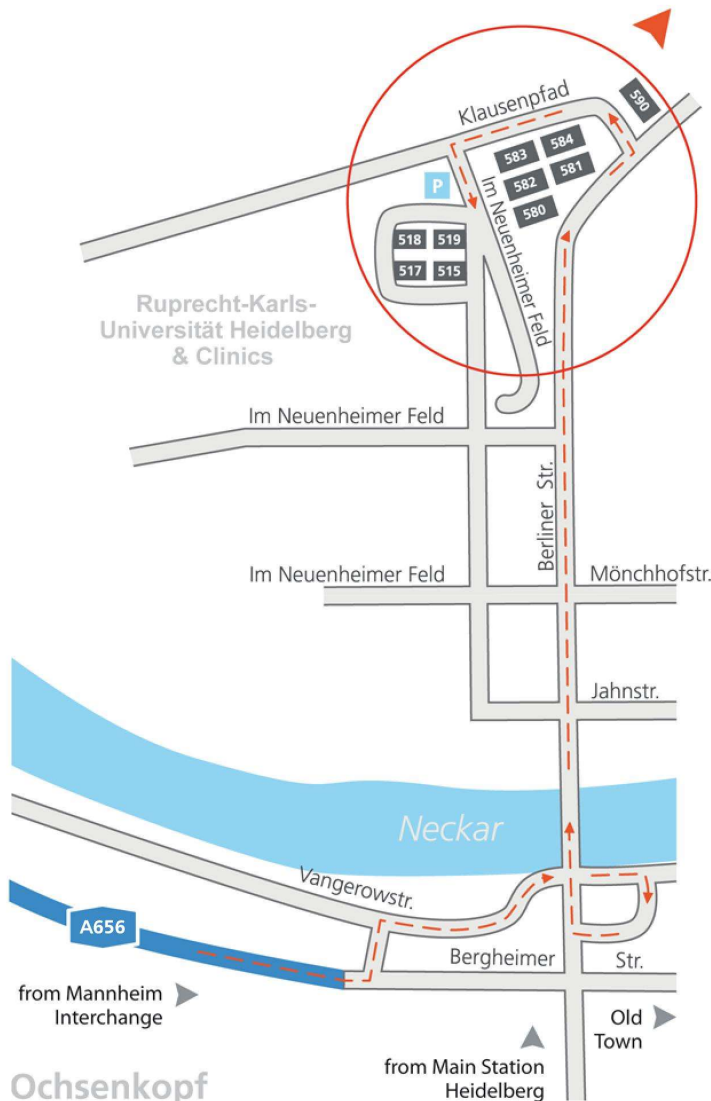 590
Klausenpfad
584
583
581
582
580
P
Im Neuenheimer Feld
518
519
517
515
Ruprecht-Karls-
Universität Heidelberg
& Clinics
Im Neuenheimer Feld
Berliner Str.
Im Neuenheimer Feld
Mönchhofstr.
Jahnstr.
Neckar
Vangerowstr.
A656
Bergheimer Str.
from Mannheim
Interchange
Old
Town
from Main Station
Heidelberg
Ochsenkopf